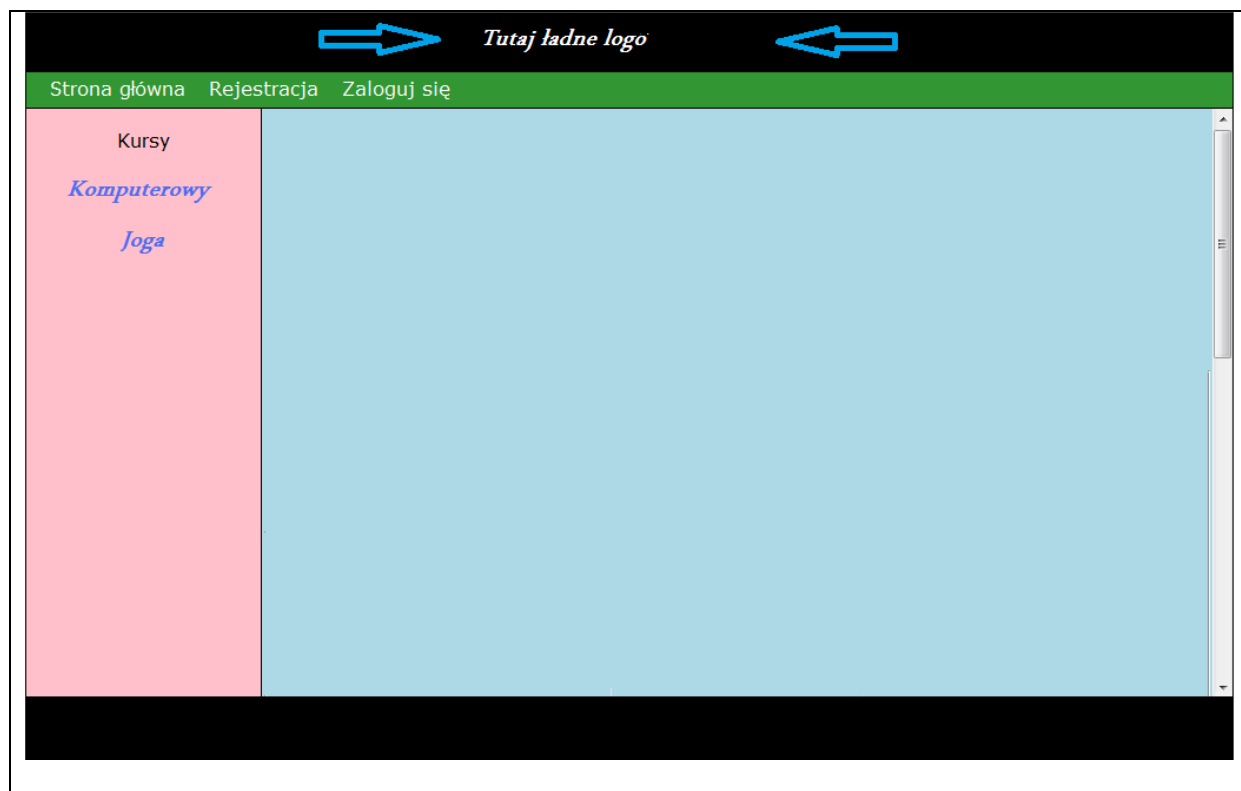 Tutaj ładne logo
Strona główna Rejestracja Zaloguj się
Kursy
Komputerowy
Joga